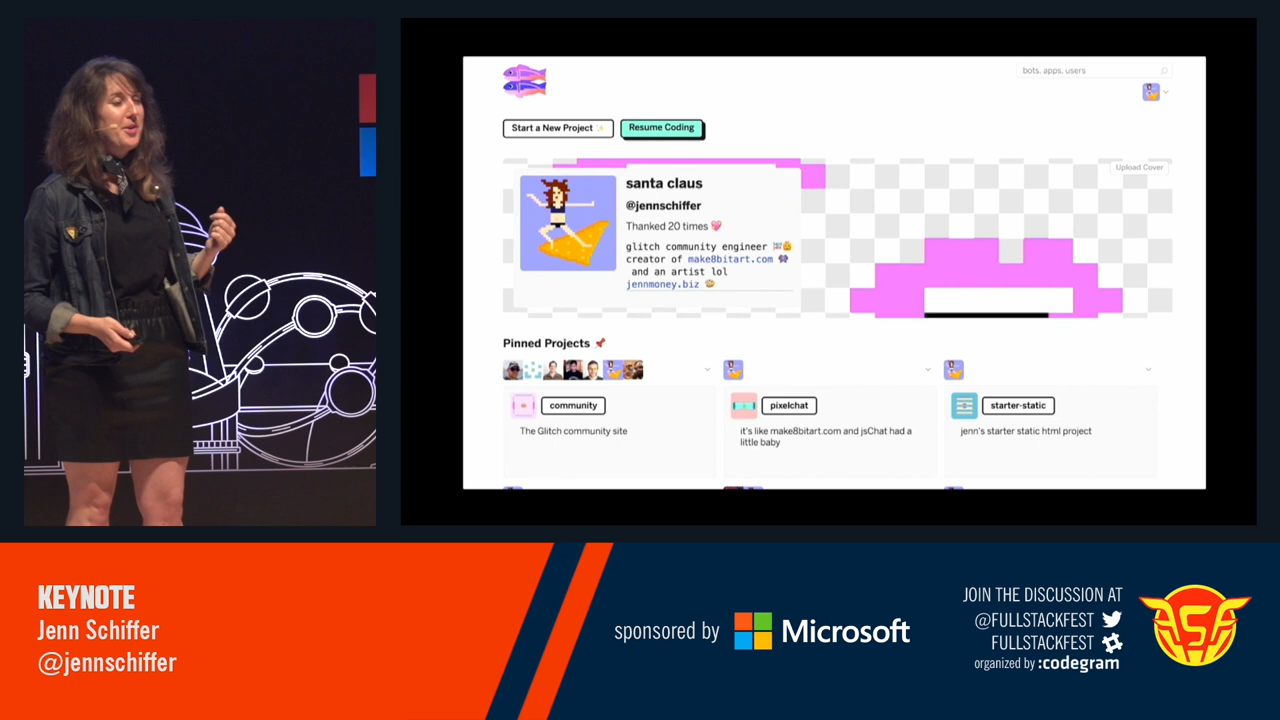 bots, apps, users
Start a New Project
Resume Coding
Upload Cover
santa claus
@jennschiffer
Thanked 20 times
glitch community engineer
creator of make8bitart.com
and an artist lol
jennmoney.biz
Pinned Projects
community
The Glitch community site
pixelchat
it's like make8bitart.com and jsChat had a
little baby
starter-static
jenn's starter static html project
KEYNOTE
Jenn Schiffer
@jennschiffer
sponsored by
Microsoft
JOIN THE DISCUSSION AT
@FULLSTACKFEST
FULLSTACKFEST
organized by :codegram
FSF